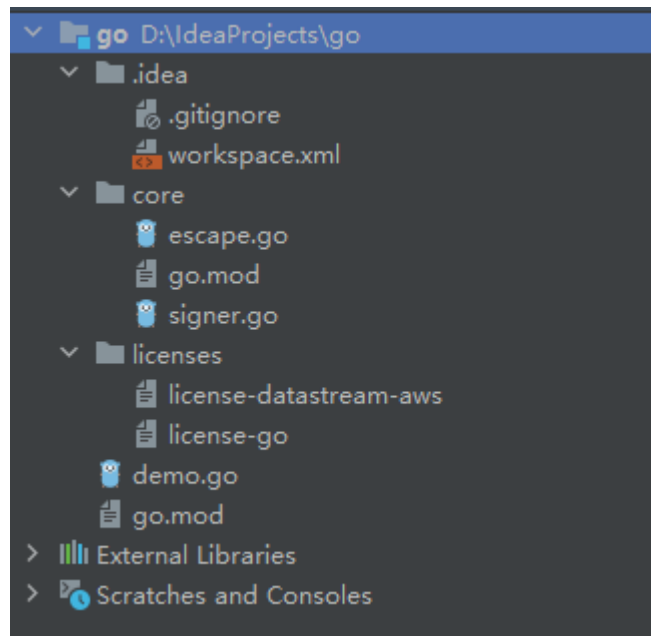 go D:\IdeaProjects\go
.idea
.gitignore
workspace.xml
core
escape.go
go.mod
signer.go
licenses
license-datastream-aws
license-go
demo.go
go.mod
External Libraries
Scratches and Consoles